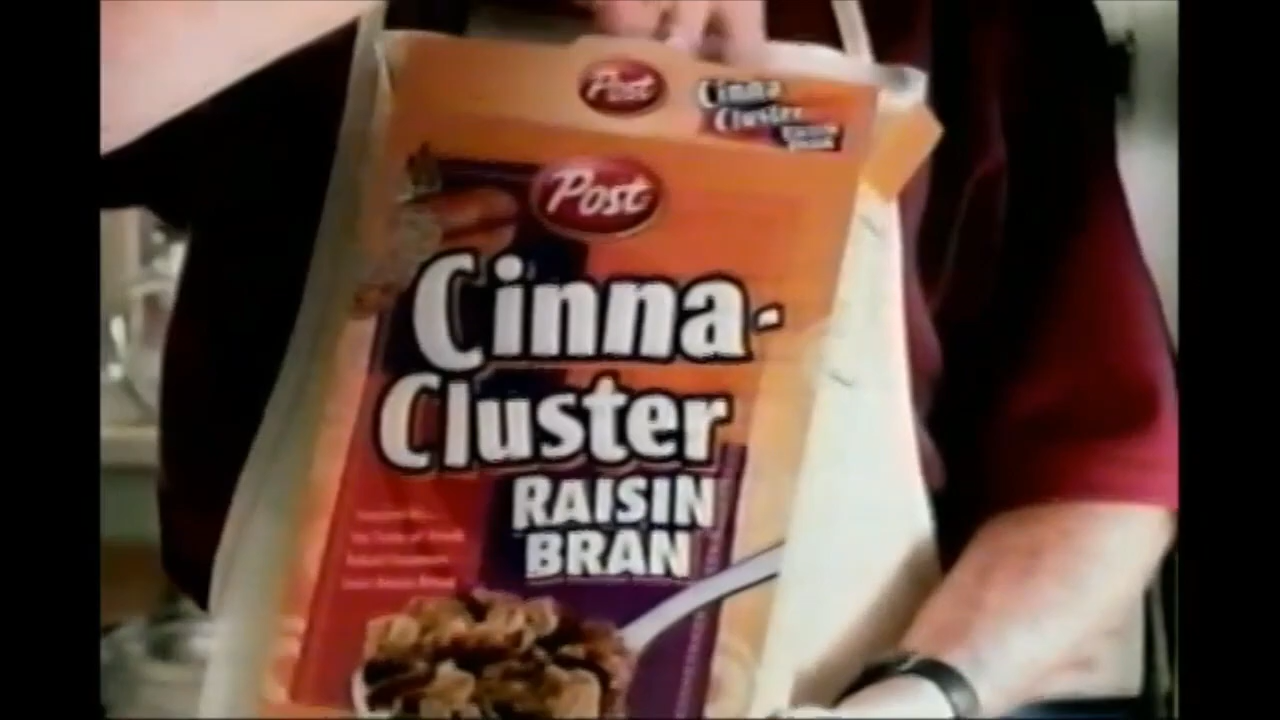 Post
Cinna
Cluster
Post
Cinna-
Cluster
RAISIN
BRAN